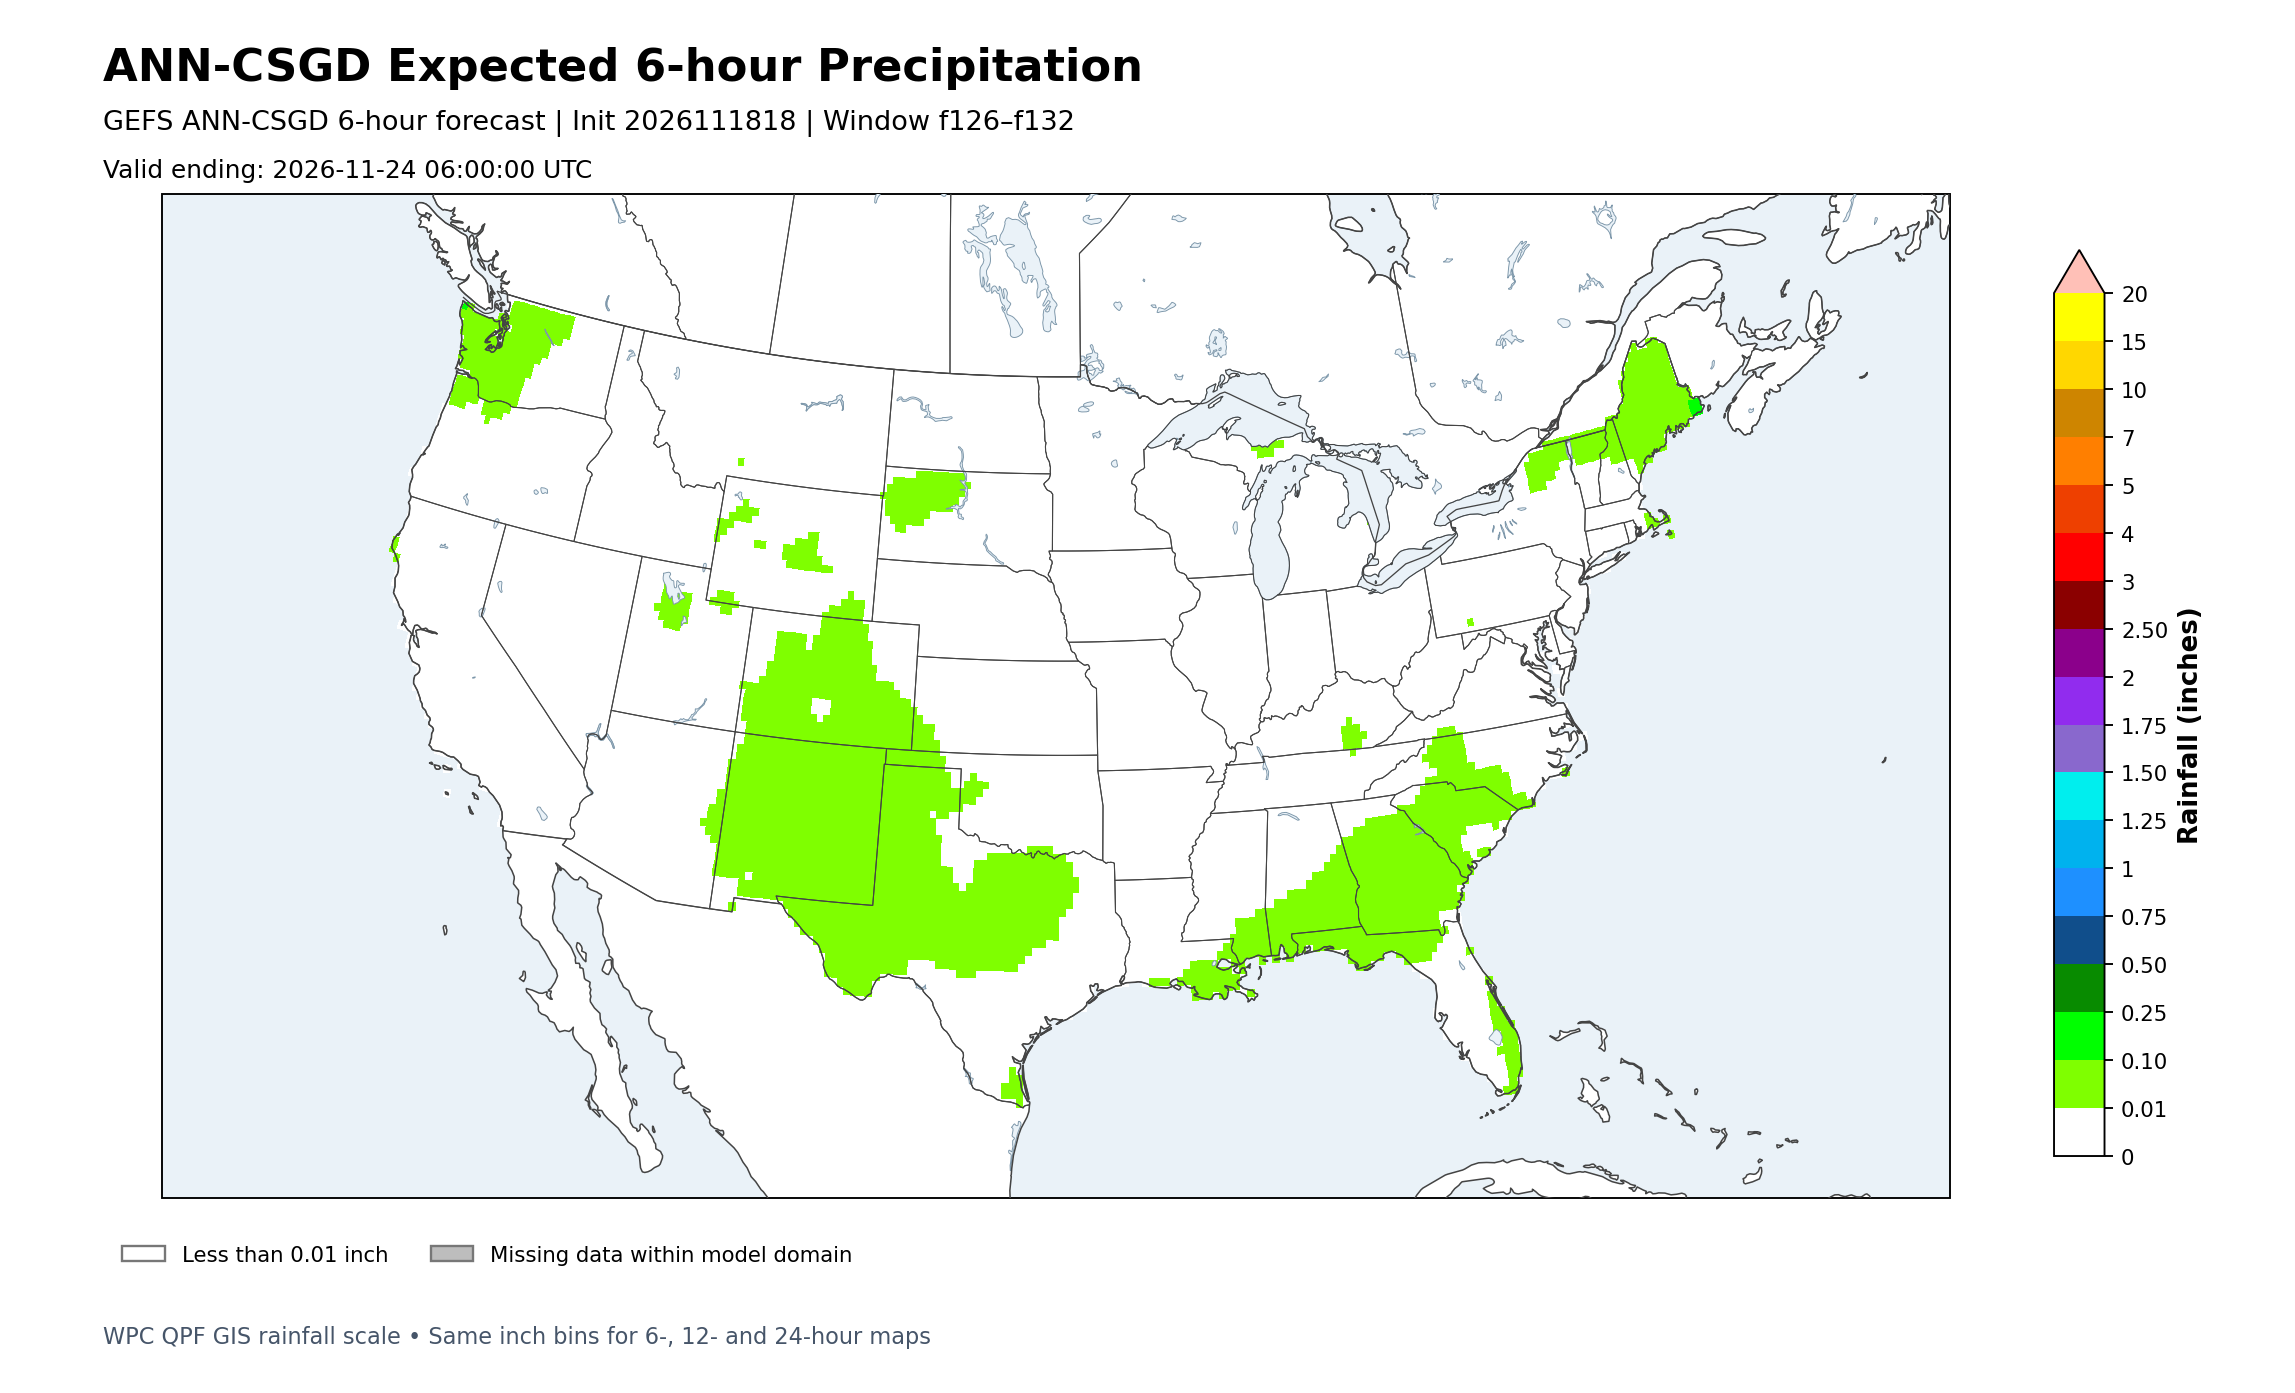 ANN-CSGD Expected 6-hour Precipitation
GEFS ANN-CSGD 6-hour forecast | Init 2026111818 | Window f126–f132
Valid ending: 2026-11-24 06:00:00 UTC
20
15
10
7
5
4
3
2.50
2
1.75
1.50
1.25
1
0.75
0.50
0.25
0.10
0.01
0
Rainfall (inches)
Less than 0.01 inch
Missing data within model domain
WPC QPF GIS rainfall scale • Same inch bins for 6-, 12- and 24-hour maps